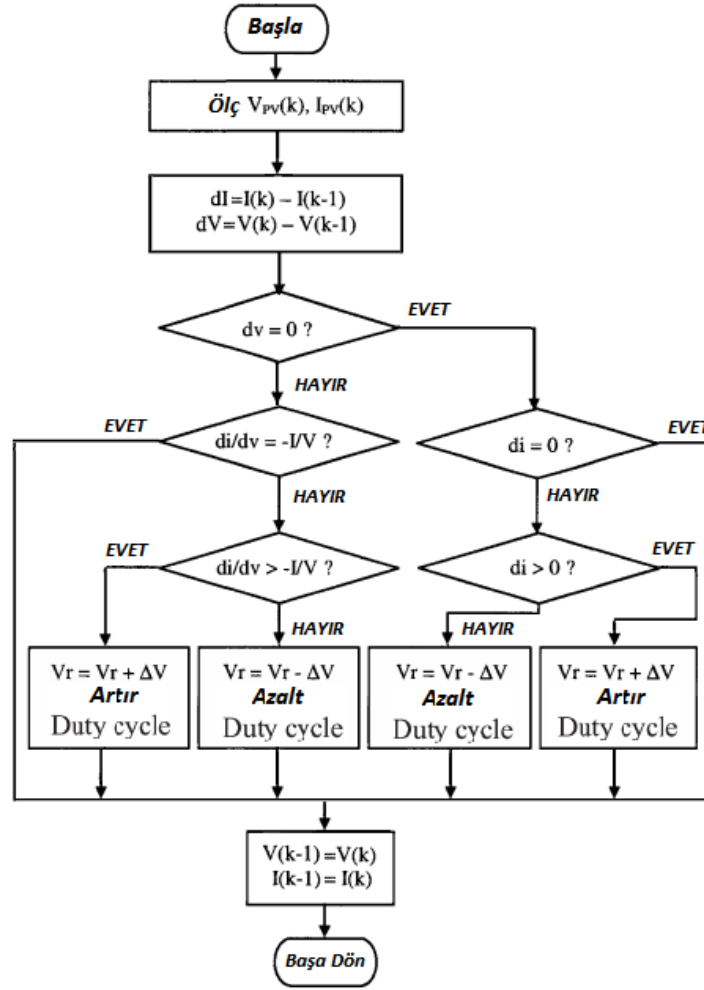 Başla
Ölç V_PV(k), I_PV(k)
dI=I(k) – I(k-1)
dV=V(k) – V(k-1)
dv = 0 ?
EVET
HAYIR
EVET
di/dv = -I/V ?
di = 0 ?
EVET
HAYIR
HAYIR
EVET
di/dv > -I/V ?
di > 0 ?
EVET
HAYIR
HAYIR
Vr = Vr + ΔV
Artır
Duty cycle
Vr = Vr - ΔV
Azalt
Duty cycle
Vr = Vr - ΔV
Azalt
Duty cycle
Vr = Vr + ΔV
Artır
Duty cycle
V(k-1) =V(k)
I(k-1) = I(k)
Başa Dön